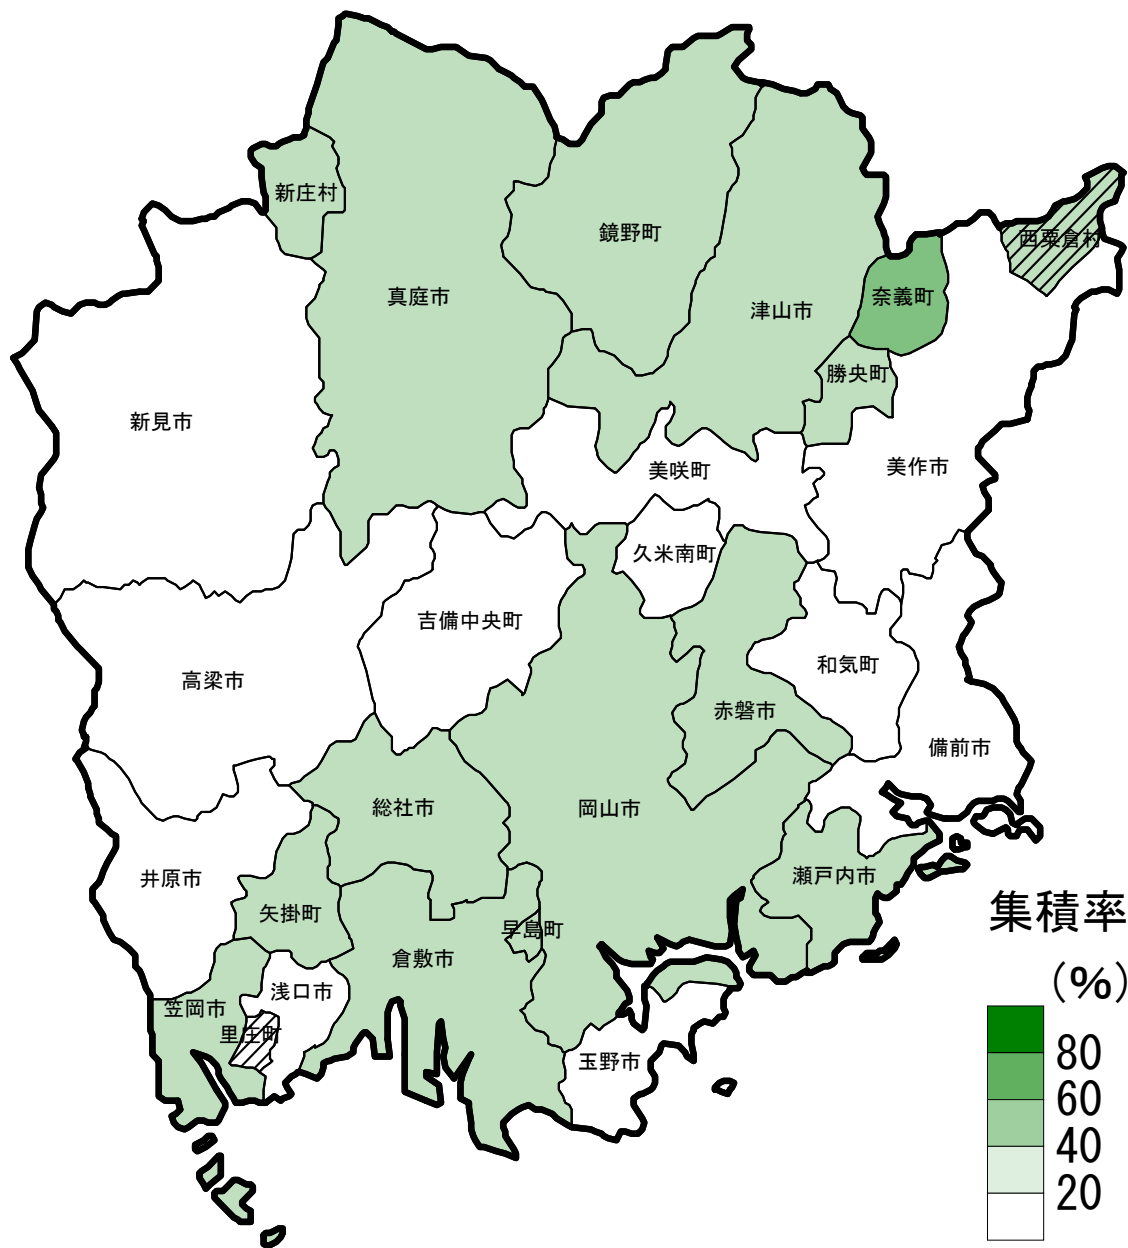 新庄村
西粟倉村
鏡野町
真庭市
奈義町
津山市
勝央町
新見市
美作市
美咲町
久米南町
吉備中央町
和気町
高梁市
赤磐市
備前市
総社市
岡山市
瀬戸内市
井原市
矢掛町
早島町
倉敷市
浅口市
笠岡市
里庄町
玉野市
集積率
(%)
80
60
40
20